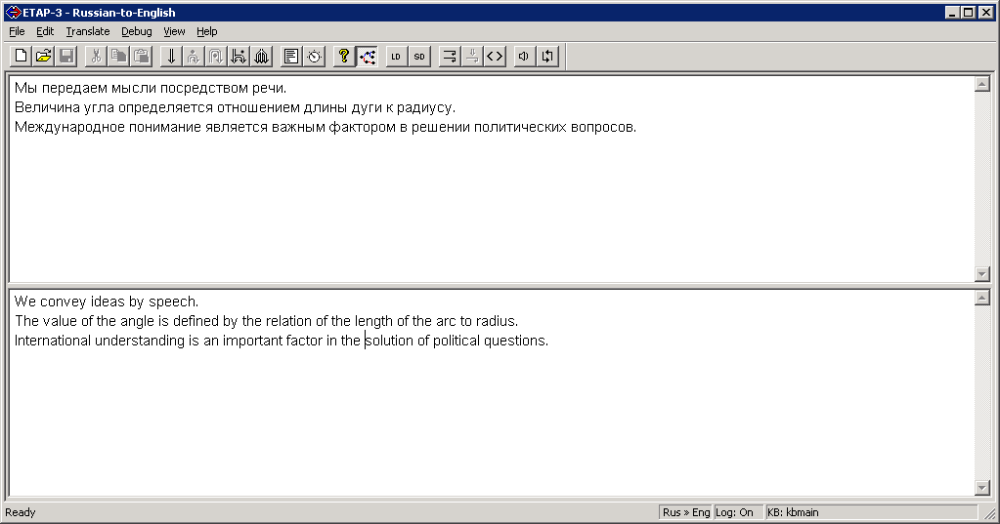 ETAP-3 - Russian-to-English
File Edit Translate Debug View Help
LD SD
Мы передаем мысли посредством речи.
Величина угла определяется отношением длины дуги к радиусу.
Международное понимание является важным фактором в решении политических вопросов.
We convey ideas by speech.
The value of the angle is defined by the relation of the length of the arc to radius.
International understanding is an important factor in the solution of political questions.
Ready Rus » Eng Log: On KB: kbmain